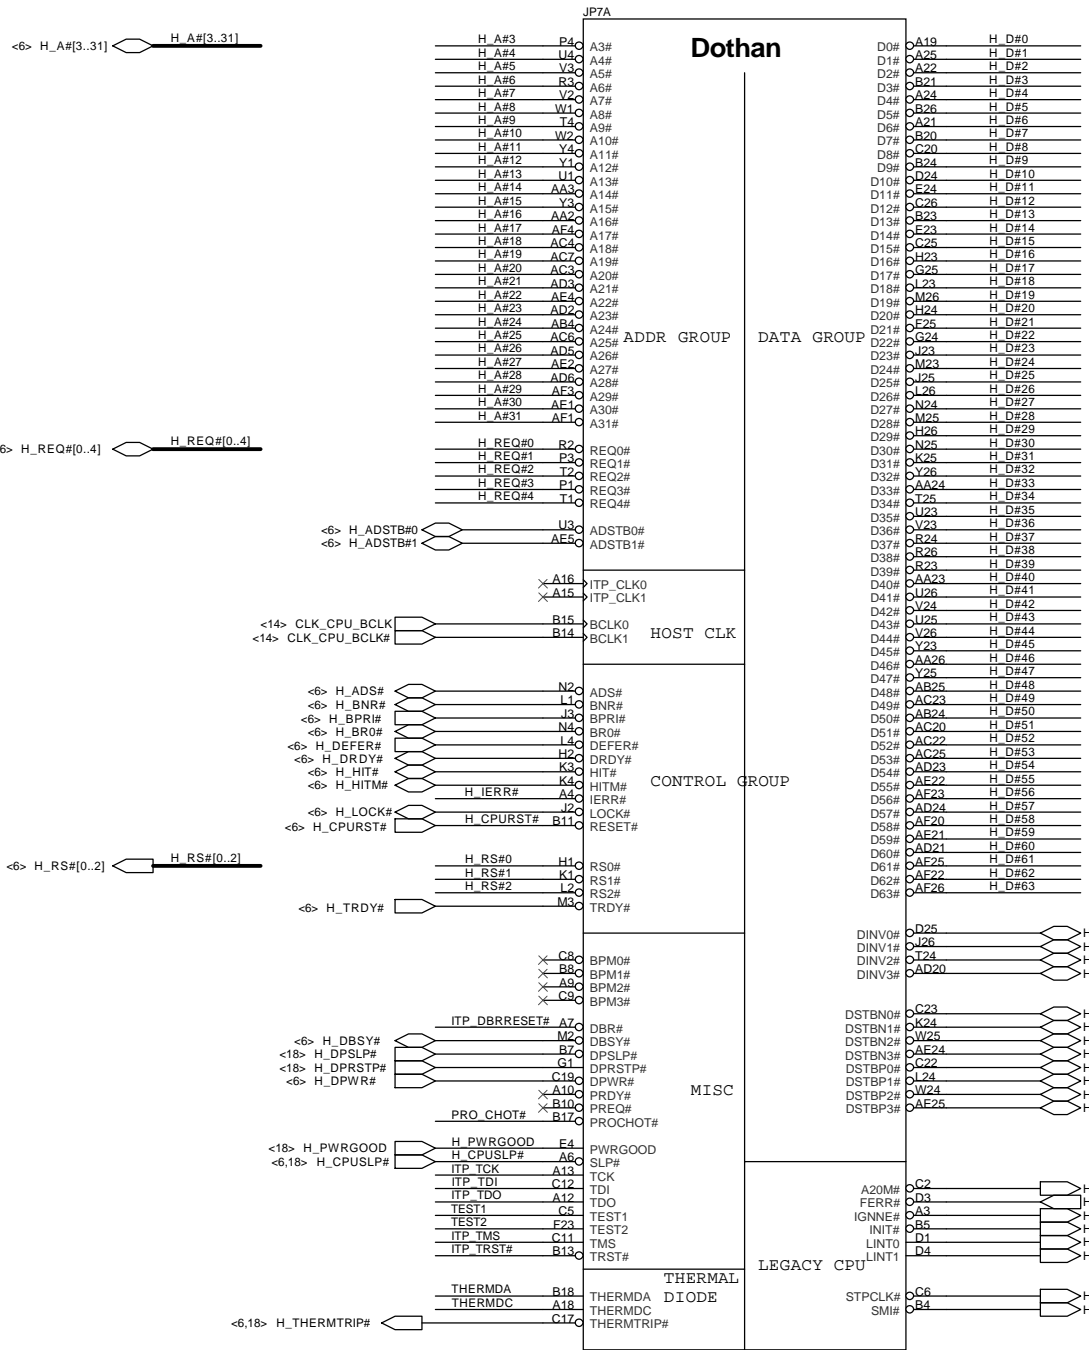 JP7A
Dothan
<6> H_A#[3..31] H_A#[3..31]
H_A#3 P4 A3#
H_A#4 U4 A4#
H_A#5 V3 A5#
H_A#6 R3 A6#
H_A#7 V2 A7#
H_A#8 W1 A8#
H_A#9 T4 A9#
H_A#10 W2 A10#
H_A#11 Y4 A11#
H_A#12 Y1 A12#
H_A#13 U1 A13#
H_A#14 AA3 A14#
H_A#15 Y3 A15#
H_A#16 AA2 A16#
H_A#17 AF4 A17#
H_A#18 AC4 A18#
H_A#19 AC7 A19#
H_A#20 AC3 A20#
H_A#21 AD3 A21#
H_A#22 AE4 A22#
H_A#23 AD2 A23#
H_A#24 AB4 A24#
H_A#25 AC6 A25#
H_A#26 AD5 A26#
H_A#27 AE2 A27#
H_A#28 AD6 A28#
H_A#29 AF3 A29#
H_A#30 AE1 A30#
H_A#31 AF1 A31#
ADDR GROUP
H_REQ#[0..4] H_REQ#[0..4]
H_REQ#0 R2 REQ0#
H_REQ#1 P3 REQ1#
H_REQ#2 T2 REQ2#
H_REQ#3 P1 REQ3#
H_REQ#4 T1 REQ4#
<6> H_ADSTB#0 U3 ADSTB0#
<6> H_ADSTB#1 AE5 ADSTB1#
A16 ITP_CLK0
A15 ITP_CLK1
<14> CLK_CPU_BCLK B15 BCLK0
<14> CLK_CPU_BCLK# B14 BCLK1
HOST CLK
<6> H_ADS# N2 ADS#
<6> H_BNR# L1 BNR#
<6> H_BPRI# J3 BPRI#
<6> H_BR0# N4 BR0#
<6> H_DEFER# L4 DEFER#
<6> H_DRDY# H2 DRDY#
<6> H_HIT# K3 HIT#
<6> H_HITM# K4 HITM#
H_IERR# A4 IERR#
<6> H_LOCK# J2 LOCK#
<6> H_CPURST# H_CPURST# B11 RESET#
CONTROL GROUP
<6> H_RS#[0..2] H_RS#[0..2]
H_RS#0 H1 RS0#
H_RS#1 K1 RS1#
H_RS#2 L2 RS2#
<6> H_TRDY# M3 TRDY#
C8 BPM0#
B8 BPM1#
A9 BPM2#
C9 BPM3#
ITP_DBRRESET# A7 DBR#
<6> H_DBSY# M2 DBSY#
<18> H_DPSLP# B7 DPSLP#
<18> H_DPRSTP# G1 DPRSTP#
<6> H_DPWR# C19 DPWR#
A10 PRDY#
B10 PREQ#
PRO_CHOT# B17 PROCHOT#
MISC
<18> H_PWRGOOD H_PWRGOOD E4 PWRGOOD
<6,18> H_CPUSLP# H_CPUSLP# A6 SLP#
ITP_TCK A13 TCK
ITP_TDI C12 TDI
ITP_TDO A12 TDO
TEST1 C5 TEST1
TEST2 F23 TEST2
ITP_TMS C11 TMS
ITP_TRST# B13 TRST#
THERMAL
DIODE
THERMDA B18 THERMDA
THERMDC A18 THERMDC
<6,18> H_THERMTRIP# C17 THERMTRIP#
D0# A19 H_D#0
D1# A25 H_D#1
D2# A22 H_D#2
D3# B21 H_D#3
D4# A24 H_D#4
D5# B26 H_D#5
D6# A21 H_D#6
D7# B20 H_D#7
D8# C20 H_D#8
D9# B24 H_D#9
D10# D24 H_D#10
D11# E24 H_D#11
D12# C26 H_D#12
D13# B23 H_D#13
D14# E23 H_D#14
D15# C25 H_D#15
D16# H23 H_D#16
D17# G25 H_D#17
D18# L23 H_D#18
D19# M26 H_D#19
D20# H24 H_D#20
D21# F25 H_D#21
D22# G24 H_D#22
D23# J23 H_D#23
D24# M23 H_D#24
D25# J25 H_D#25
D26# L26 H_D#26
D27# N24 H_D#27
D28# M25 H_D#28
D29# H26 H_D#29
D30# N25 H_D#30
D31# K25 H_D#31
D32# Y26 H_D#32
D33# AA24 H_D#33
D34# T25 H_D#34
D35# U23 H_D#35
D36# V23 H_D#36
D37# R24 H_D#37
D38# R26 H_D#38
D39# R23 H_D#39
D40# AA23 H_D#40
D41# U26 H_D#41
D42# V24 H_D#42
D43# U25 H_D#43
D44# V26 H_D#44
D45# Y23 H_D#45
D46# AA26 H_D#46
D47# Y25 H_D#47
D48# AB25 H_D#48
D49# AC23 H_D#49
D50# AB24 H_D#50
D51# AC20 H_D#51
D52# AC22 H_D#52
D53# AC25 H_D#53
D54# AD23 H_D#54
D55# AE22 H_D#55
D56# AF23 H_D#56
D57# AD24 H_D#57
D58# AF20 H_D#58
D59# AE21 H_D#59
D60# AD21 H_D#60
D61# AF25 H_D#61
D62# AF22 H_D#62
D63# AF26 H_D#63
DATA GROUP
DINV0# D25 H
DINV1# J26 H
DINV2# T24 H
DINV3# AD20 H
DSTBN0# C23 H
DSTBN1# K24 H
DSTBN2# W25 H
DSTBN3# AE24 H
DSTBP0# C22 H
DSTBP1# L24 H
DSTBP2# W24 H
DSTBP3# AE25 H
A20M# C2 H
FERR# D3 H
IGNNE# A3 H
INIT# B5 H
LINT0 D1 H
LINT1 D4 H
LEGACY CPU
STPCLK# C6 H
SMI# B4 H